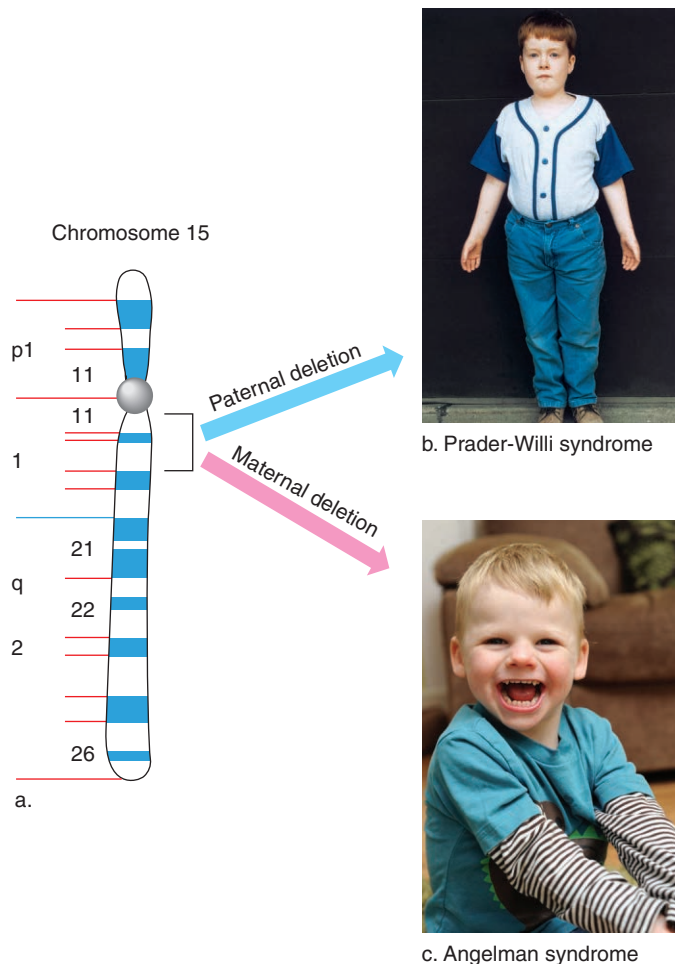 Chromosome 15
p1
11
11
1
21
q
22
2
26
a.
Paternal deletion
Maternal deletion
b. Prader-Willi syndrome
c. Angelman syndrome